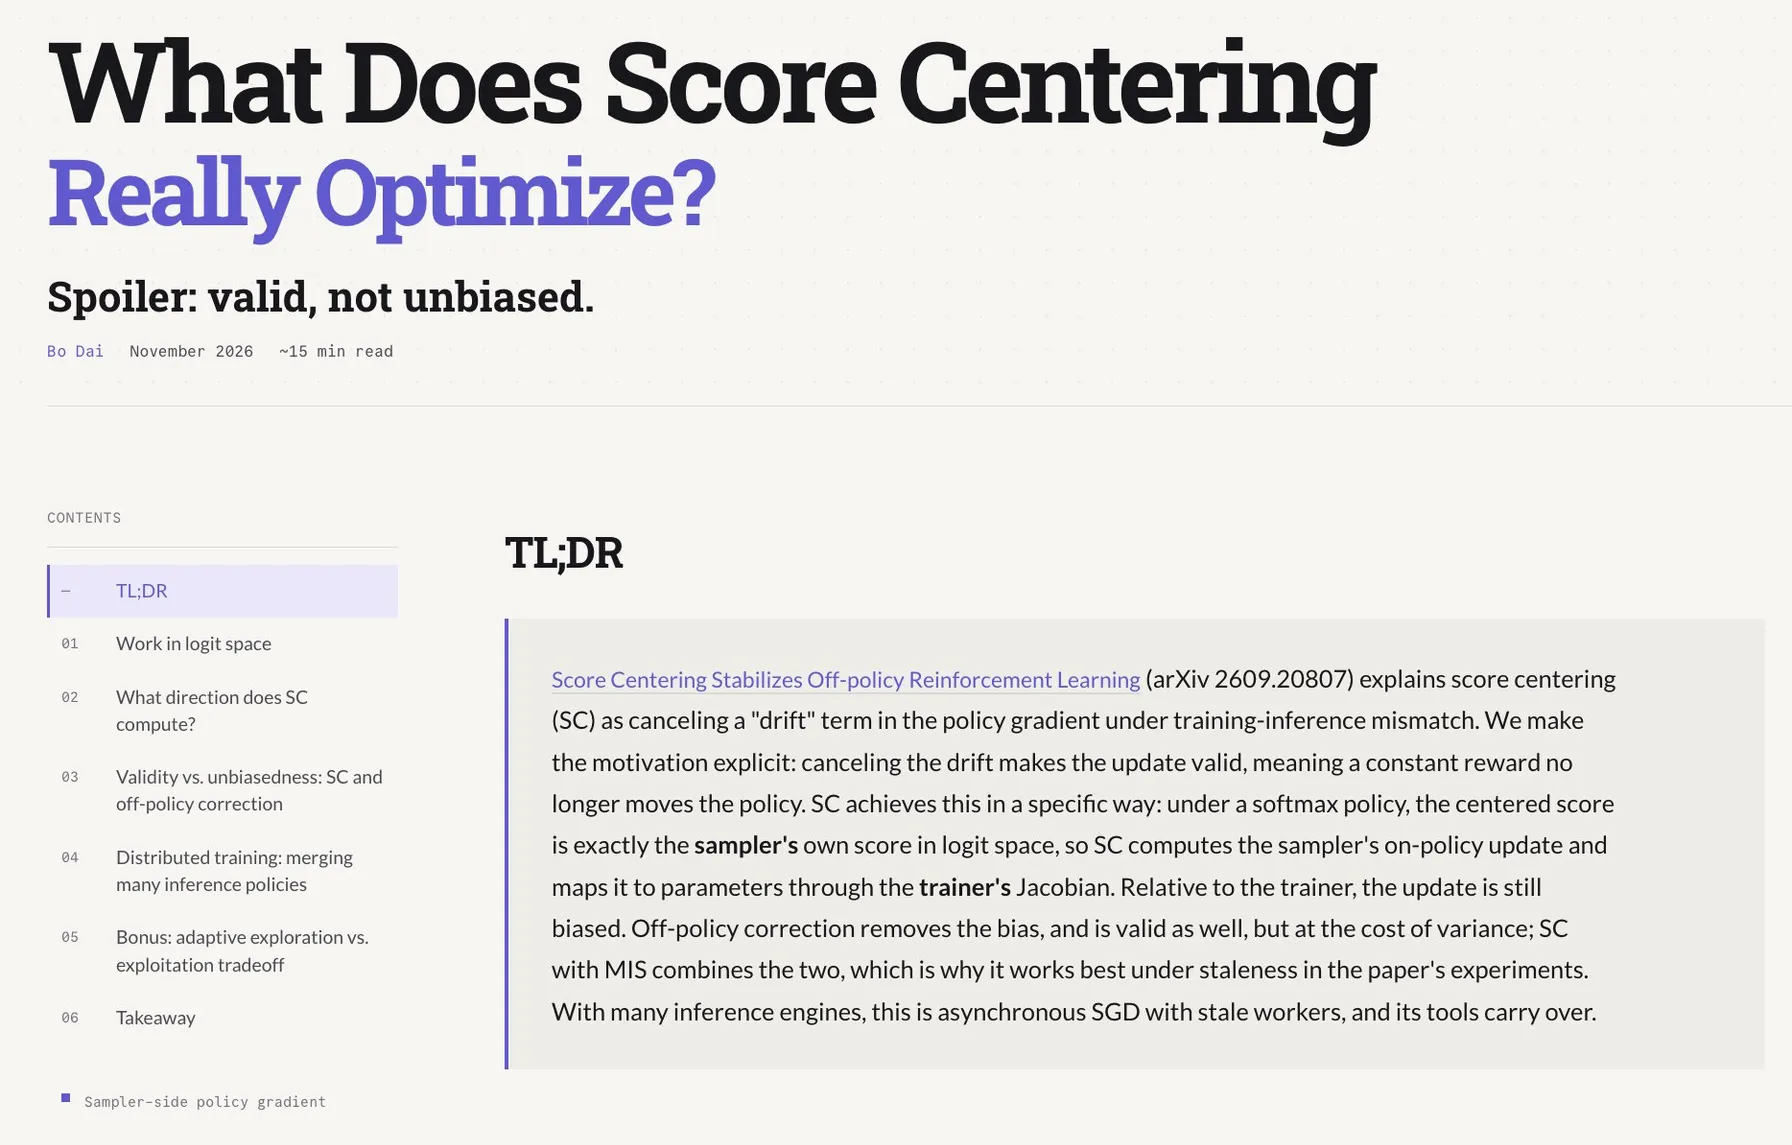 What Does Score Centering
Really Optimize?
Spoiler: valid, not unbiased.
Bo Dai November 2026 ~15 min read
CONTENTS
— TL;DR
01 Work in logit space
02 What direction does SC
compute?
03 Validity vs. unbiasedness: SC and
off-policy correction
04 Distributed training: merging
many inference policies
05 Bonus: adaptive exploration vs.
exploitation tradeoff
06 Takeaway
Sampler-side policy gradient
TL;DR
Score Centering Stabilizes Off-policy Reinforcement Learning (arXiv 2609.20807) explains score centering
(SC) as canceling a "drift" term in the policy gradient under training-inference mismatch. We make
the motivation explicit: canceling the drift makes the update valid, meaning a constant reward no
longer moves the policy. SC achieves this in a specific way: under a softmax policy, the centered score
is exactly the sampler's own score in logit space, so SC computes the sampler's on-policy update and
maps it to parameters through the trainer's Jacobian. Relative to the trainer, the update is still
biased. Off-policy correction removes the bias, and is valid as well, but at the cost of variance; SC
with MIS combines the two, which is why it works best under staleness in the paper's experiments.
With many inference engines, this is asynchronous SGD with stale workers, and its tools carry over.